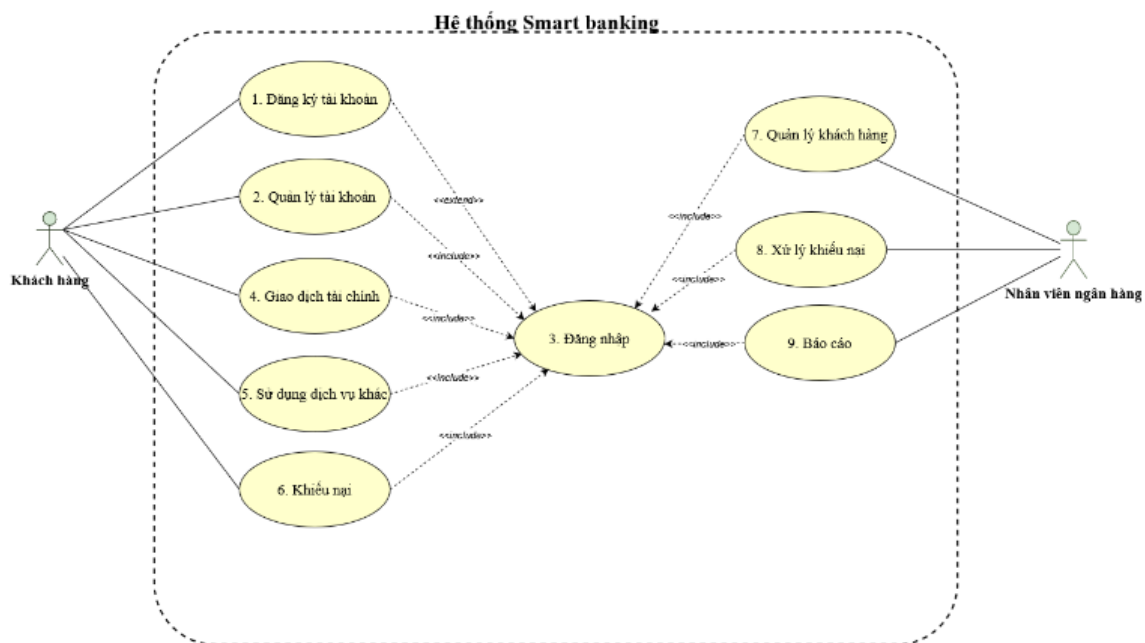 Hệ thống Smart banking
1. Đăng ký tài khoản
7. Quản lý khách hàng
2. Quản lý tài khoản
<<extend>>
<<include>>
<<include>>
8. Xử lý khiếu nại
<<include>>
Khách hàng
Nhân viên ngân hàng
4. Giao dịch tài chính
<<include>>
3. Đăng nhập
<<include>>
9. Báo cáo
5. Sử dụng dịch vụ khác
<<include>>
<<include>>
6. Khiếu nại